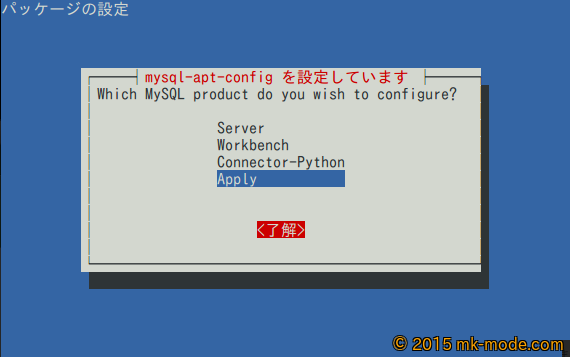 パッケージの設定
mysql-apt-config を設定しています
Which MySQL product do you wish to configure?
Server
Workbench
Connector-Python
Apply
<了解>
© 2015 mk-mode.com